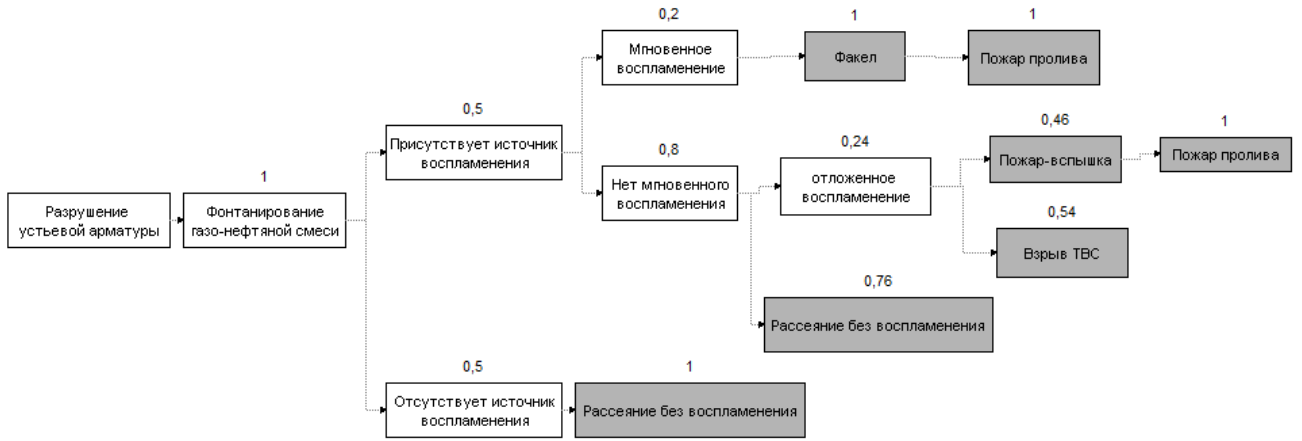 0,2
1
1
Мгновенное
воспламенение
Факел
Пожар пролива
0,5
Присутствует источник
воспламенения
0,8
Нет мгновенного
воспламенения
0,24
отложенное
воспламенение
0,46
Пожар-вспышка
1
Пожар пролива
0,54
Взрыв ТВС
Разрушение
устьевой арматуры
1
Фонтанирование
газо-нефтяной смеси
0,76
Рассеяние без воспламенения
0,5
Отсутствует источник
воспламенения
1
Рассеяние без воспламенения